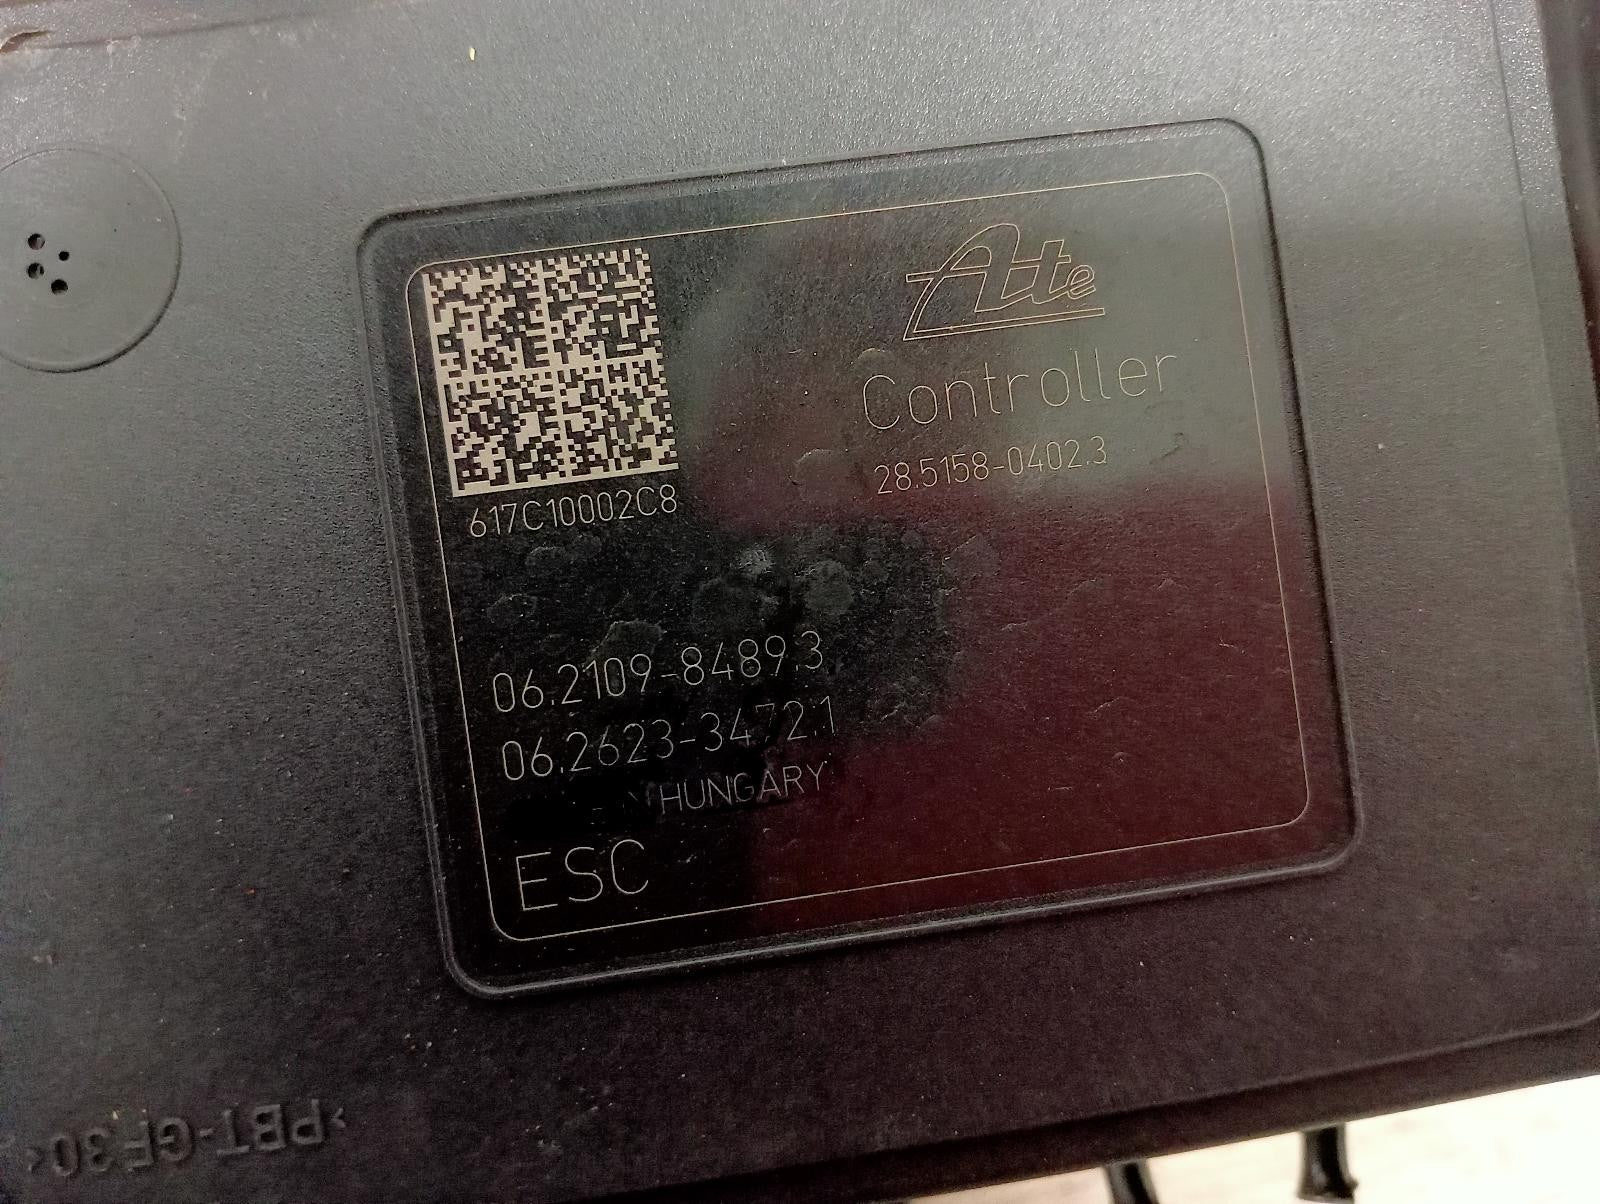 Ate
Controller
28.5158-0402.3
617C10002C8
06.2109-8489.3
06.2623-3472.1
HUNGARY
ESC
>PBT-GF30<